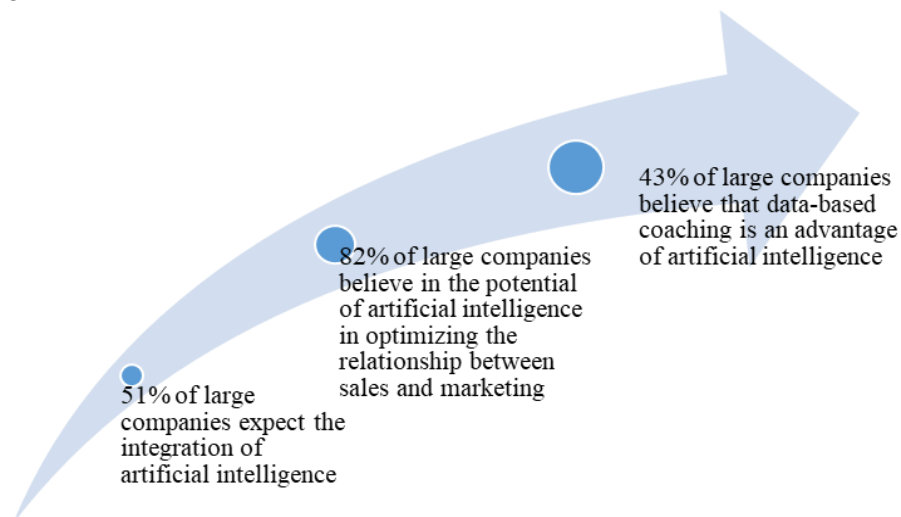 51% of large
companies expect the
integration of
artificial intelligence
82% of large companies
believe in the potential
of artificial intelligence
in optimizing the
relationship between
sales and marketing
43% of large companies
believe that data-based
coaching is an advantage
of artificial intelligence